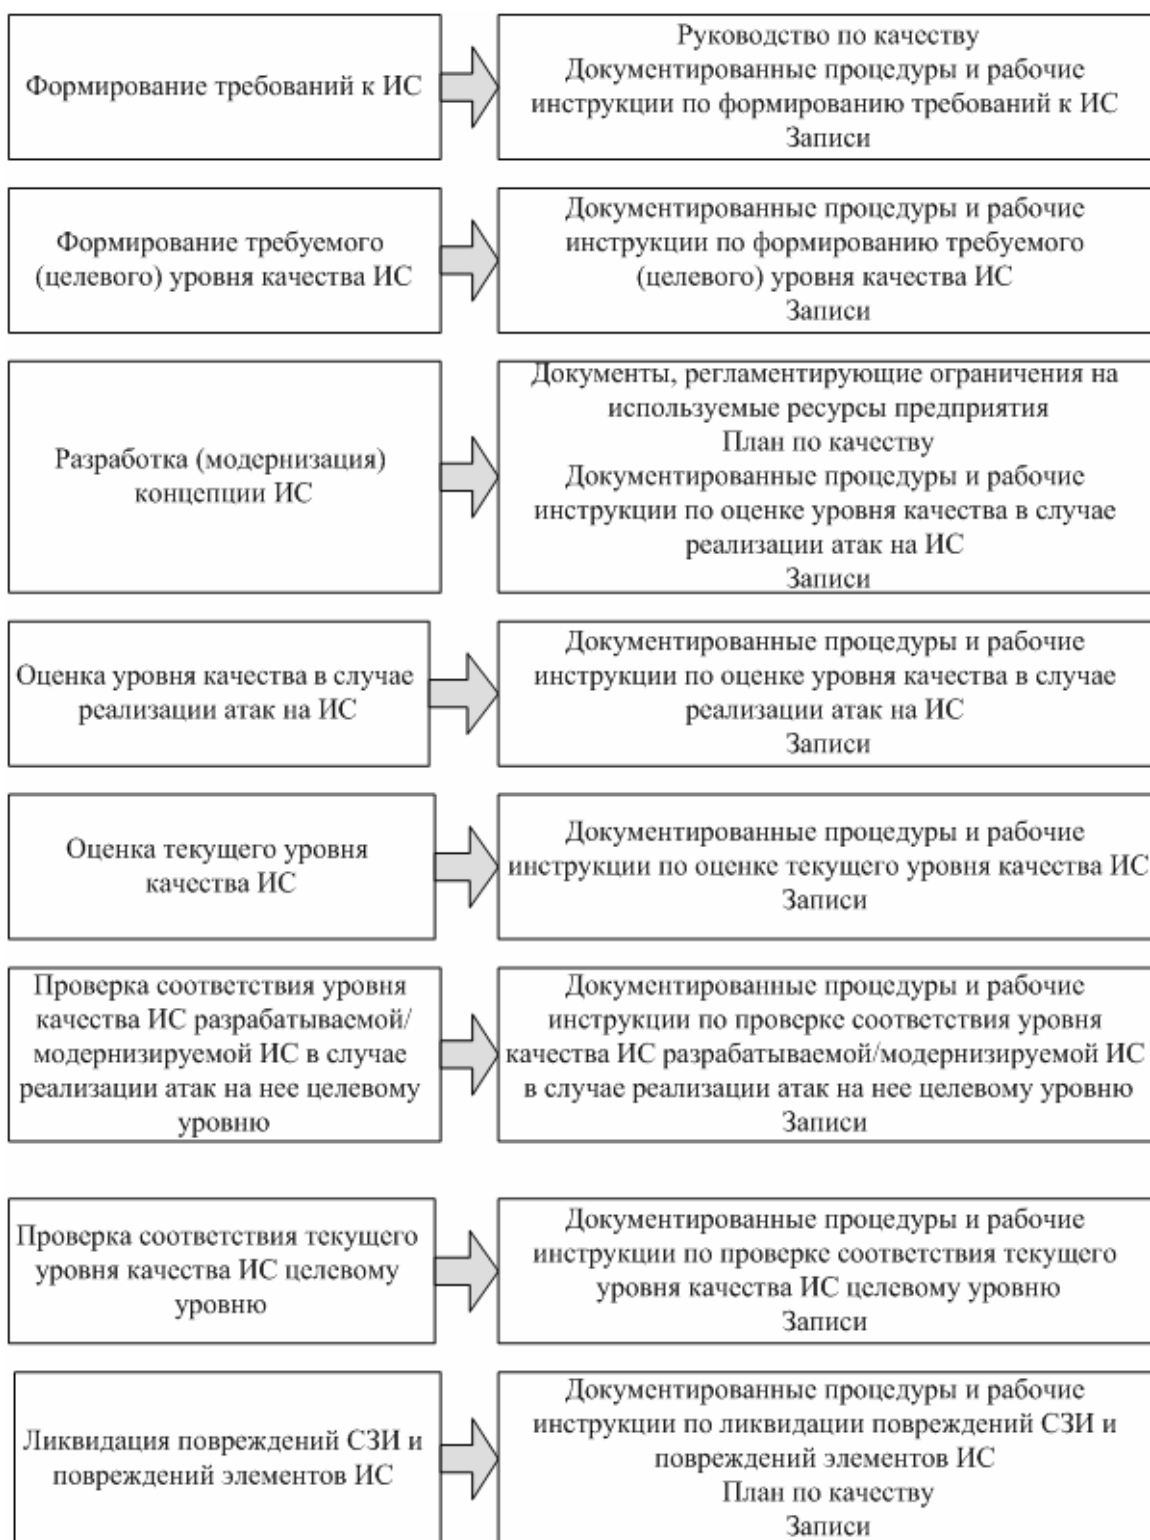 Формирование требований к ИС
Руководство по качеству
Документированные процедуры и рабочие
инструкции по формированию требований к ИС
Записи
Формирование требуемого
(целевого) уровня качества ИС
Документированные процедуры и рабочие
инструкции по формированию требуемого
(целевого) уровня качества ИС
Записи
Разработка (модернизация)
концепции ИС
Документы, регламентирующие ограничения на
используемые ресурсы предприятия
План по качеству
Документированные процедуры и рабочие
инструкции по оценке уровня качества в случае
реализации атак на ИС
Записи
Оценка уровня качества в случае
реализации атак на ИС
Документированные процедуры и рабочие
инструкции по оценке уровня качества в случае
реализации атак на ИС
Записи
Оценка текущего уровня
качества ИС
Документированные процедуры и рабочие
инструкции по оценке текущего уровня качества ИС
Записи
Проверка соответствия уровня
качества ИС разрабатываемой/
модернизируемой ИС в случае
реализации атак на нее целевому
уровню
Документированные процедуры и рабочие
инструкции по проверке соответствия уровня
качества ИС разрабатываемой/модернизируемой ИС
в случае реализации атак на нее целевому уровню
Записи
Проверка соответствия текущего
уровня качества ИС целевому
уровню
Документированные процедуры и рабочие
инструкции по проверке соответствия текущего
уровня качества ИС целевому уровню
Записи
Ликвидация повреждений СЗИ и
повреждений элементов ИС
Документированные процедуры и рабочие
инструкции по ликвидации повреждений СЗИ и
повреждений элементов ИС
План по качеству
Записи